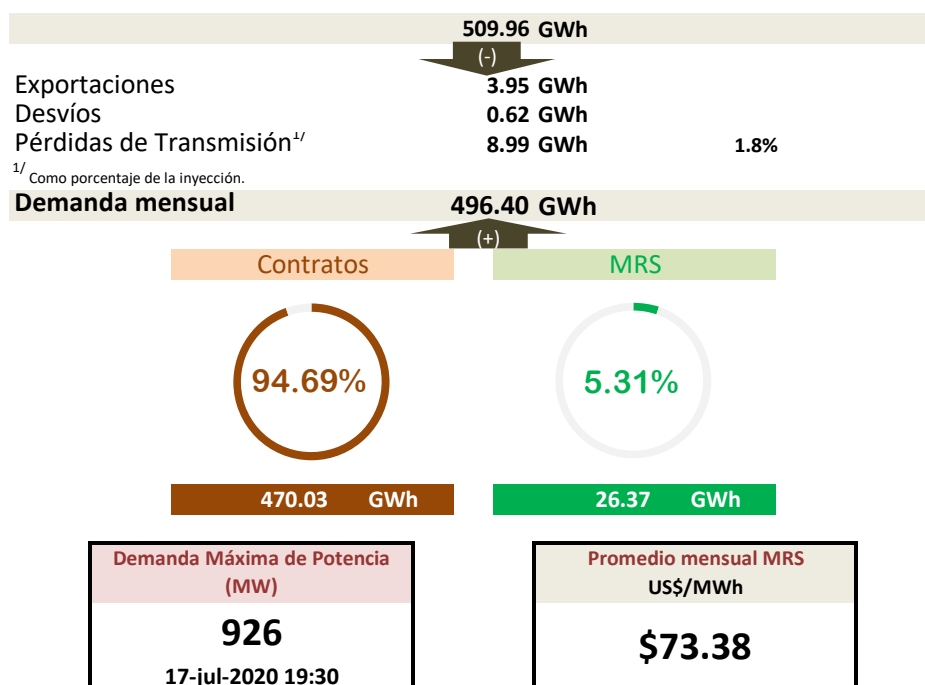 509.96 GWh
(-)
Exportaciones 3.95 GWh
Desvíos 0.62 GWh
Pérdidas de Transmisión 1/ 8.99 GWh 1.8%
1/ Como porcentaje de la inyección.
Demanda mensual 496.40 GWh
(+)
Contratos MRS
94.69% 5.31%
470.03 GWh 26.37 GWh
Demanda Máxima de Potencia
(MW)
926
17-jul-2020 19:30
Promedio mensual MRS
US$/MWh
$73.38